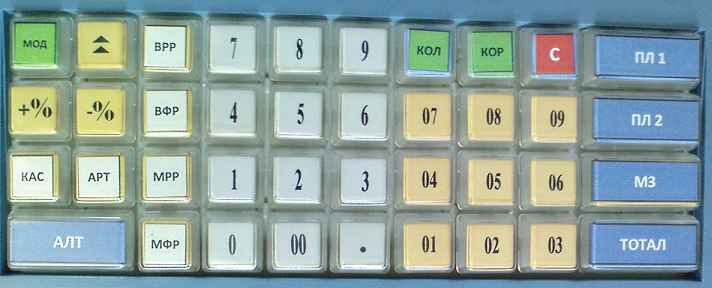 МОД ВРР 7 8 9 КОЛ КОР С ПЛ 1
+% -% ВФР 4 5 6 07 08 09 ПЛ 2
КАС АРТ МРР 1 2 3 04 05 06 МЗ
АЛТ МФР 0 00 . 01 02 03 ТОТАЛ